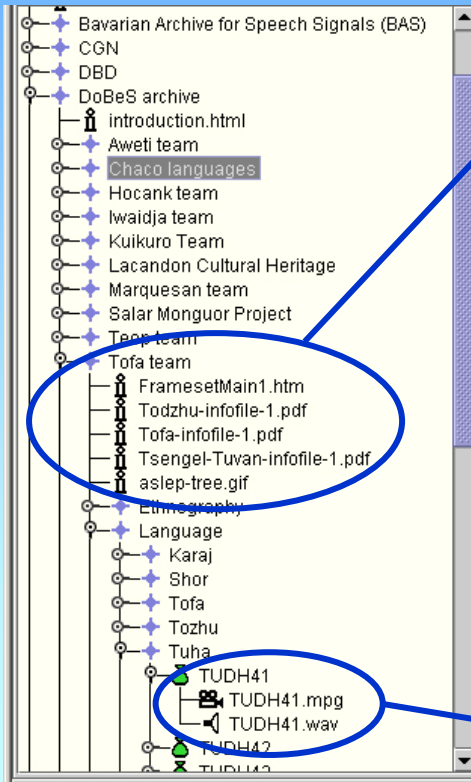 Bavarian Archive for Speech Signals (BAS)
CGN
DBD
DoBeS archive
introduction.html
Aweti team
Chaco languages
Hocank team
Iwaidja team
Kuikuro Team
Lacandon Cultural Heritage
Marquesan team
Salar Monguor Project
Teop team
Tofa team
FramesetMain1.htm
Todzhu-infofile-1.pdf
Tofa-infofile-1.pdf
Tsengel-Tuvan-infofile-1.pdf
aslep-tree.gif
Ethnography
Language
Karaj
Shor
Tofa
Tozhu
Tuha
TUDH41
TUDH41.mpg
TUDH41.wav
TUDH42